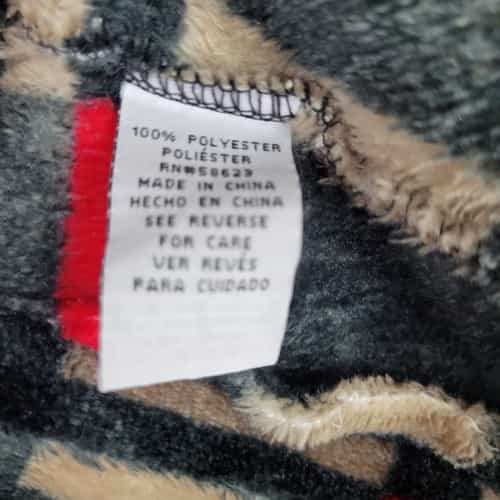 100% POLYESTER
POLIÉSTER
RN#58623
MADE IN CHINA
HECHO EN CHINA
SEE REVERSE
FOR CARE
VER REVÉS
PARA CUIDADO